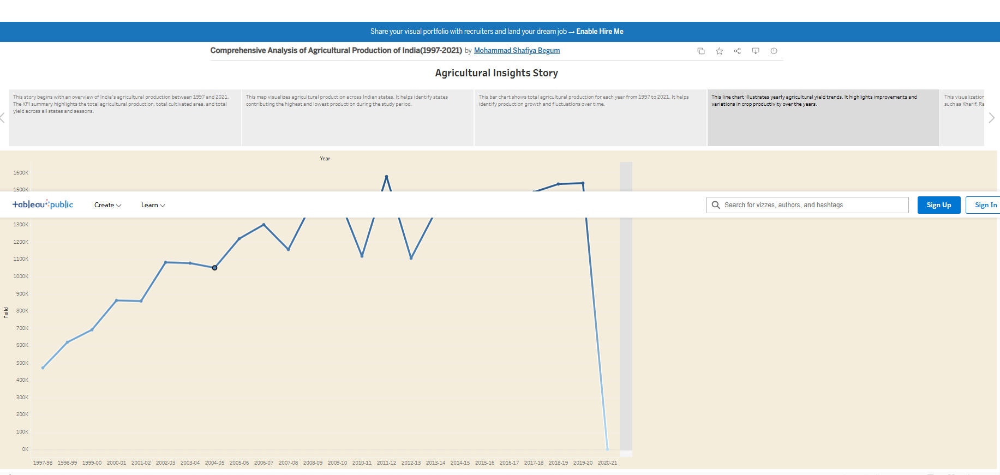 Share your visual portfolio with recruiters and land your dream job → Enable Hire Me
Comprehensive Analysis of Agricultural Production of India(1997-2021) by Mohammad Shafiya Begum
Agricultural Insights Story
This story begins with an overview of India's agricultural production between 1997 and 2021.
The KPI summary highlights the total agricultural production, total cultivated area, and total
yield across all states and seasons.
This map visualizes agricultural production across Indian states. It helps identify states
contributing the highest and lowest production during the study period.
This bar chart shows total agricultural production for each year from 1997 to 2021. It helps
identify production growth and fluctuations over time.
This line chart illustrates yearly agricultural yield trends. It highlights improvements and
variations in crop productivity over the years.
This visualization
such as Kharif, Ra
Year
1600K
1500K
tableau public
Create
Learn
Search for vizzes, authors, and hashtags
Sign Up
Sign In
1300K
1200K
1100K
1000K
900K
800K
700K
600K
500K
400K
300K
200K
100K
0K
Yeild
1997-98 1998-99 1999-00 2000-01 2001-02 2002-03 2003-04 2004-05 2005-06 2006-07 2007-08 2008-09 2009-10 2010-11 2011-12 2012-13 2013-14 2014-15 2015-16 2016-17 2017-18 2018-19 2019-20 2020-21